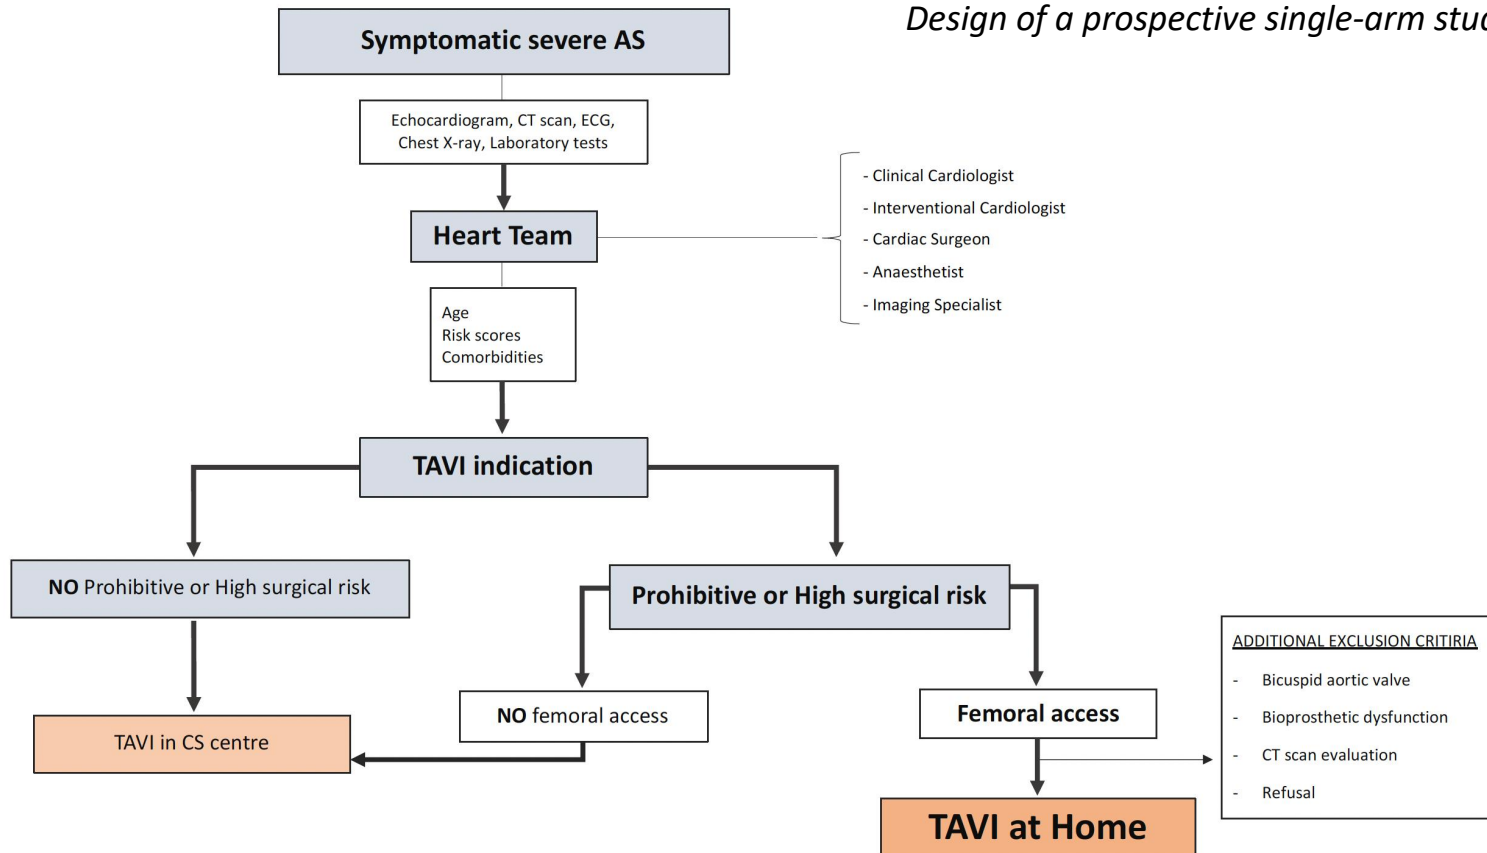 Design of a prospective single-arm
Symptomatic severe AS
Echocardiogram, CT scan, ECG,
Chest X-ray, Laboratory tests
Heart Team
- Clinical Cardiologist
- Interventional Cardiologist
- Cardiac Surgeon
- Anaesthetist
- Imaging Specialist
Age
Risk scores
Comorbidities
TAVI indication
NO Prohibitive or High surgical risk
Prohibitive or High surgical risk
TAVI in CS centre
NO femoral access
Femoral access
ADDITIONAL EXCLUSION CRITIRIA
- Bicuspid aortic valve
- Bioprosthetic dysfunction
- CT scan evaluation
- Refusal
TAVI at Home